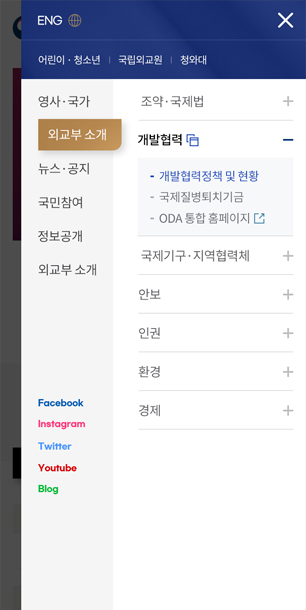 ENG
어린이 · 청소년 국립외교원 청와대
영사·국가
외교부 소개
뉴스·공지
국민참여
정보공개
외교부 소개
Facebook
Instagram
Twitter
Youtube
Blog
조약·국제법
개발협력
- 개발협력정책 및 현황
- 국제질병퇴치기금
- ODA 통합 홈페이지
국제기구·지역협력체
안보
인권
환경
경제